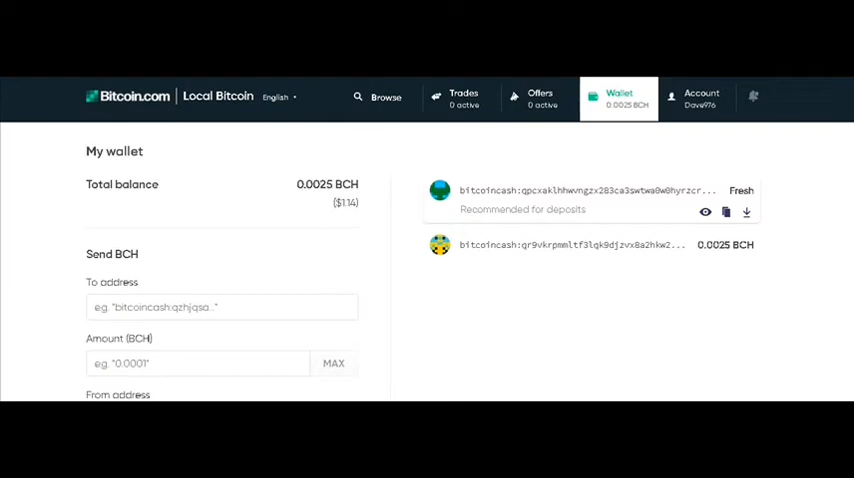 Bitcoin.com | Local Bitcoin English
Browse
Trades
0 active
Offers
0 active
Wallet
0.0025 BCH
Account
Dave976
My wallet
Total balance 0.0025 BCH
($1.14)
Send BCH
To address
eg. "bitcoincash:qzhjqsa..."
Amount (BCH)
eg. "0.0001" MAX
From address
bitcoincash:qpcxaklhhwvngzx283ca3swtwa0w0hyrzcr... Fresh
Recommended for deposits
bitcoincash:qr9vkrpmmltf3lqk9djzvx8a2hkw2... 0.0025 BCH